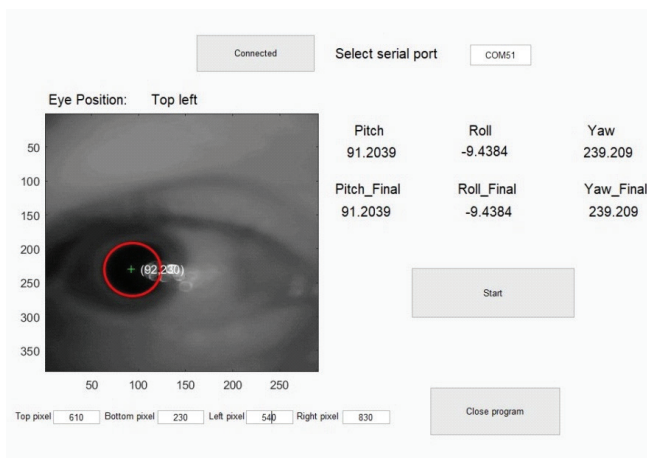 Connected Select serial port COM51
Eye Position: Top left
Pitch Roll Yaw
91.2039 -9.4384 239.209
Pitch_Final Roll_Final Yaw_Final
91.2039 -9.4384 239.209
50
100
150
200
250
300
350
(92,230)
50 100 150 200 250
Start
Top pixel 610 Bottom pixel 230 Left pixel 540 Right pixel 830
Close program